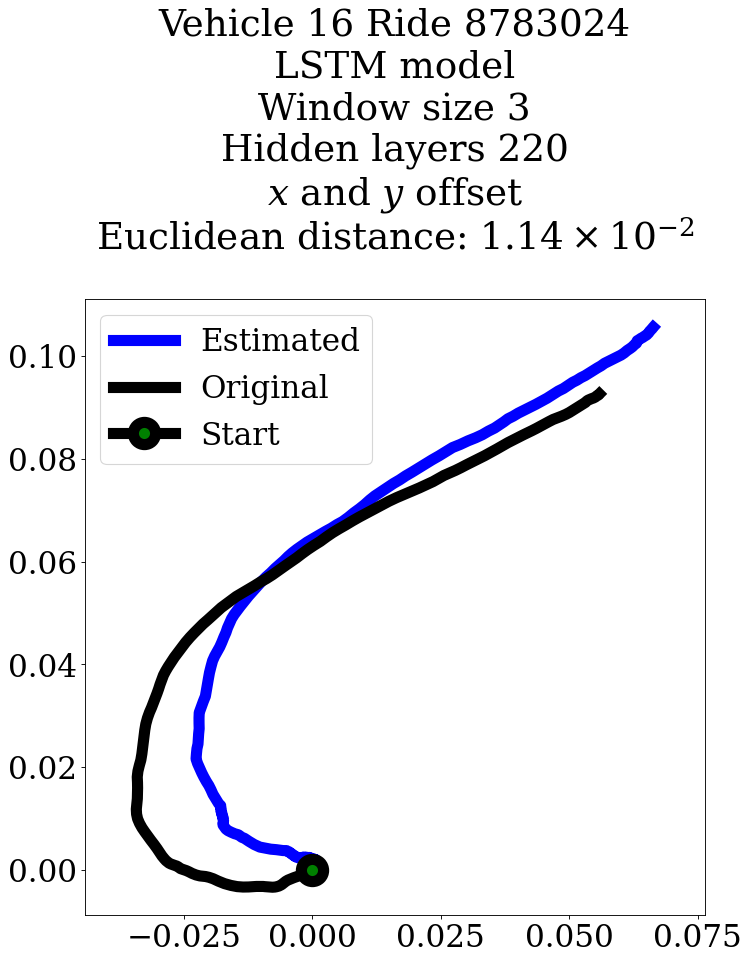 Vehicle 16 Ride 8783024
LSTM model
Window size 3
Hidden layers 220
x and y offset
Euclidean distance: 1.14 × 10⁻²
Estimated
Original
Start
0.10
0.08
0.06
0.04
0.02
0.00
−0.025 0.000 0.025 0.050 0.075